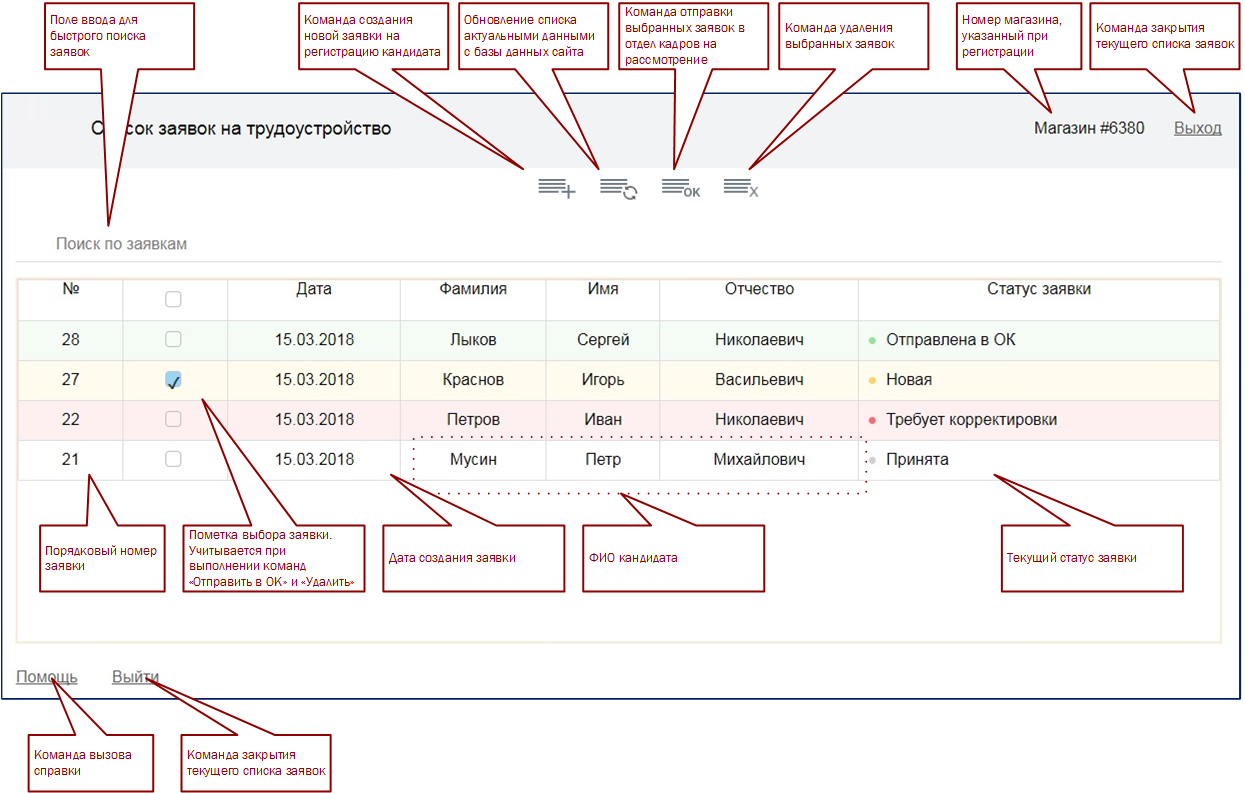 Поле ввода для
быстрого поиска
заявок
Команда создания
новой заявки на
регистрацию кандидата
Обновление списка
актуальными данными
с базы данных сайта
Команда отправки
выбранных заявок в
отдел кадров на
рассмотрение
Команда удаления
выбранных заявок
Номер магазина,
указанный при
регистрации
Команда закрытия
текущего списка заявок
Список заявок на трудоустройство
Магазин #6380 Выход
OK X
Поиск по заявкам
№ Дата Фамилия Имя Отчество Статус заявки
28 15.03.2018 Лыков Сергей Николаевич Отправлена в ОК
27 15.03.2018 Краснов Игорь Васильевич Новая
22 15.03.2018 Петров Иван Николаевич Требует корректировки
21 15.03.2018 Мусин Петр Михайлович Принята
Порядковый номер
заявки
Пометка выбора заявки.
Учитывается при
выполнении команд
«Отправить в ОК» и «Удалить»
Дата создания заявки
ФИО кандидата
Текущий статус заявки
Помощь Выйти
Команда вызова
справки
Команда закрытия
текущего списка заявок